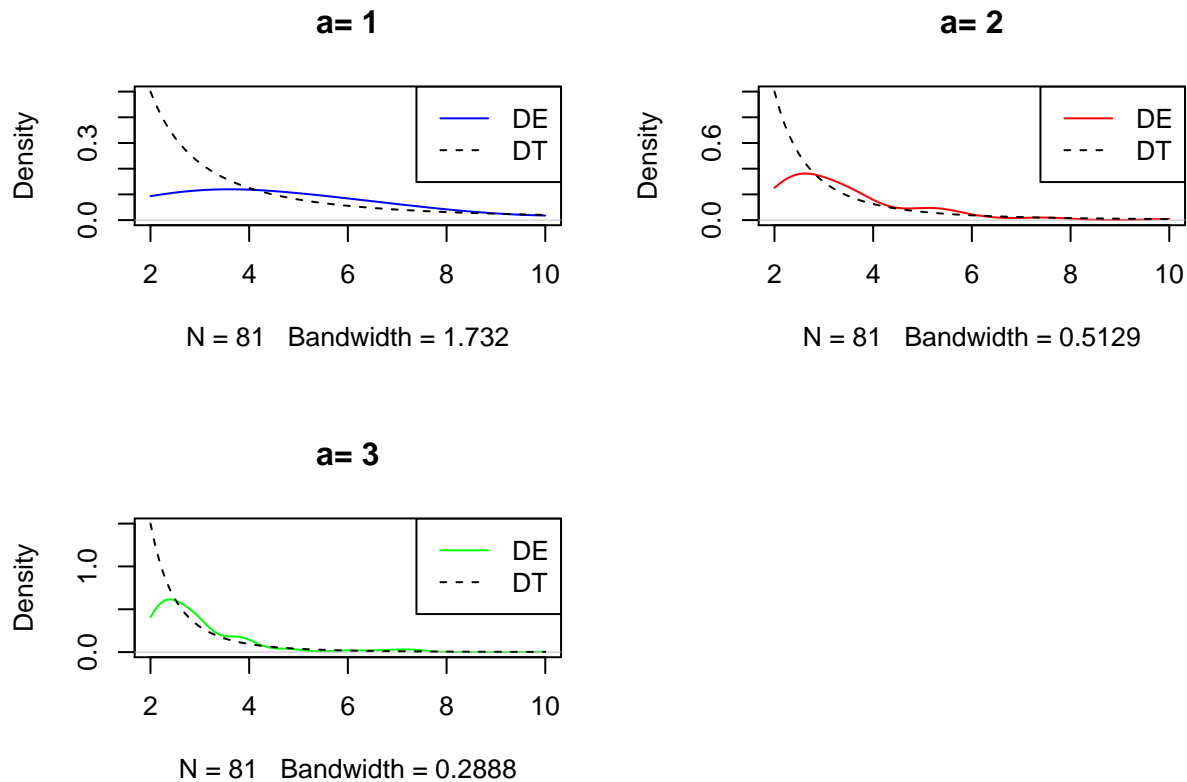 a= 1
Density
0.0 0.3
DE
DT
2 4 6 8 10
N = 81 Bandwidth = 1.732
a= 2
Density
0.0 0.6
DE
DT
2 4 6 8 10
N = 81 Bandwidth = 0.5129
a= 3
Density
0.0 1.0
DE
DT
2 4 6 8 10
N = 81 Bandwidth = 0.2888